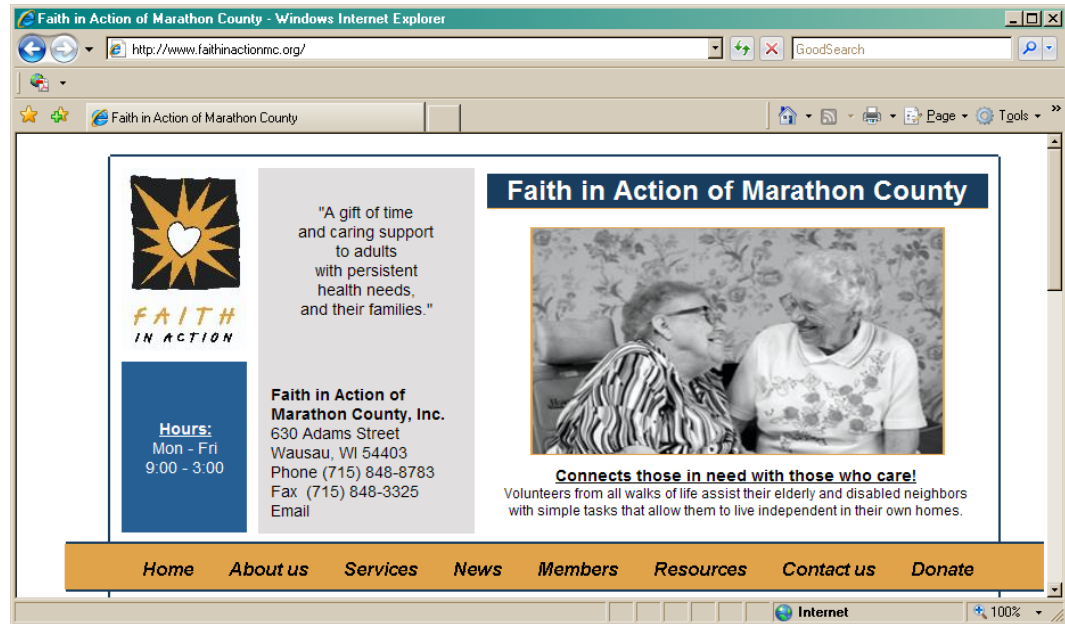 Faith in Action of Marathon County - Windows Internet Explorer
http://www.faithinactionmc.org/
GoodSearch
Faith in Action of Marathon County
Page
Tools
"A gift of time
and caring support
to adults
with persistent
health needs,
and their families."
FAITH
IN ACTION
Hours:
Mon - Fri
9:00 - 3:00
Faith in Action of
Marathon County, Inc.
630 Adams Street
Wausau, WI 54403
Phone (715) 848-8783
Fax (715) 848-3325
Email
Faith in Action of Marathon County
Connects those in need with those who care!
Volunteers from all walks of life assist their elderly and disabled neighbors
with simple tasks that allow them to live independent in their own homes.
Home About us Services News Members Resources Contact us Donate
Internet
100%